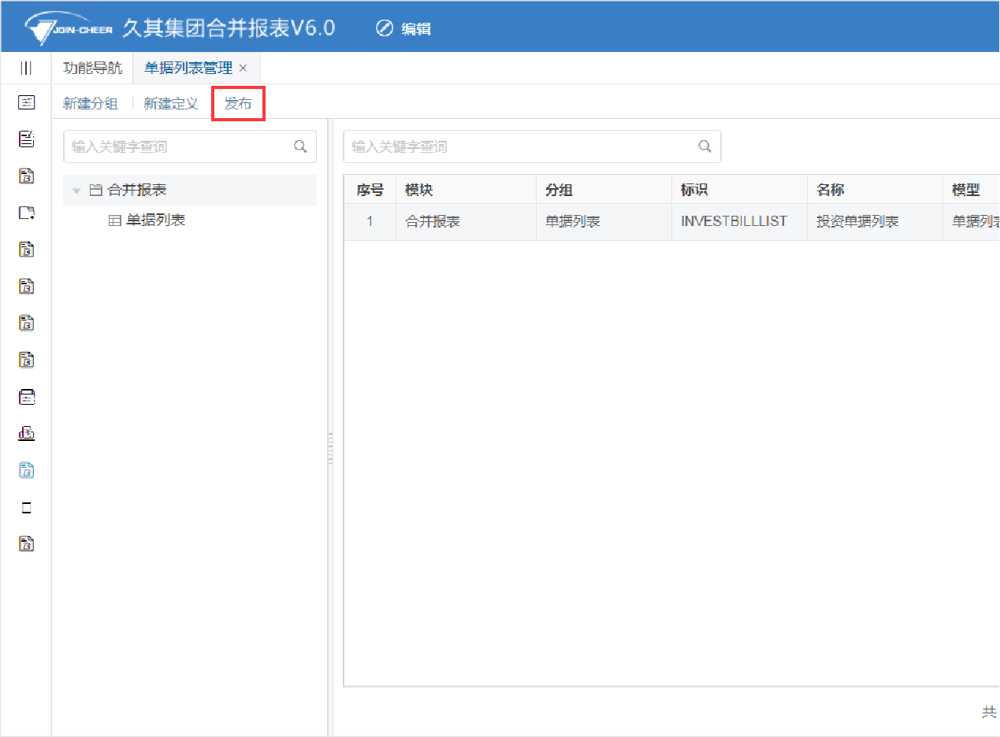 JOIN-CHEER 久其集团合并报表V6.0 编辑
功能导航 单据列表管理
新建分组 新建定义 发布
输入关键字查询 输入关键字查询
合并报表
单据列表
序号 模块 分组 标识 名称 模型
1 合并报表 单据列表 INVESTBILLLIST 投资单据列表 单据列表
共